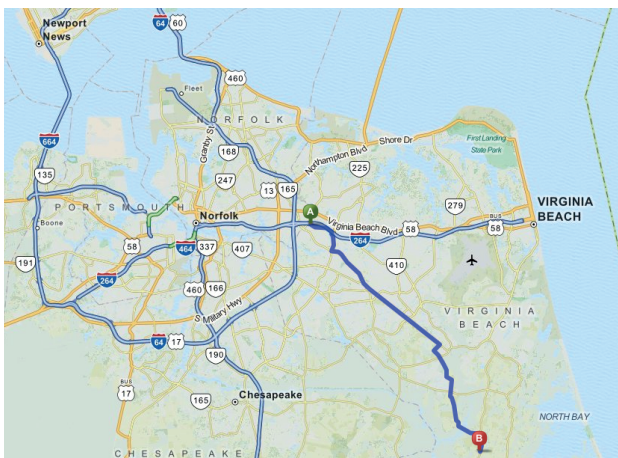 Newport
News
64
60
460
Fleet
NORFOLK
Granby St
Shore Dr
First Landing
State Park
664
135
168
Northampton Blvd
225
247
13
165
279
PORTSMOUTH
Norfolk
A
Virginia Beach Blvd
58
BUS
58
VIRGINIA
BEACH
Boone
58
464
337
407
264
191
264
410
460
166
S Military Hwy
VIRGINIA
BEACH
64
17
190
BUS
17
165
Chesapeake
NORTH BAY
B
CHESAPEAKE